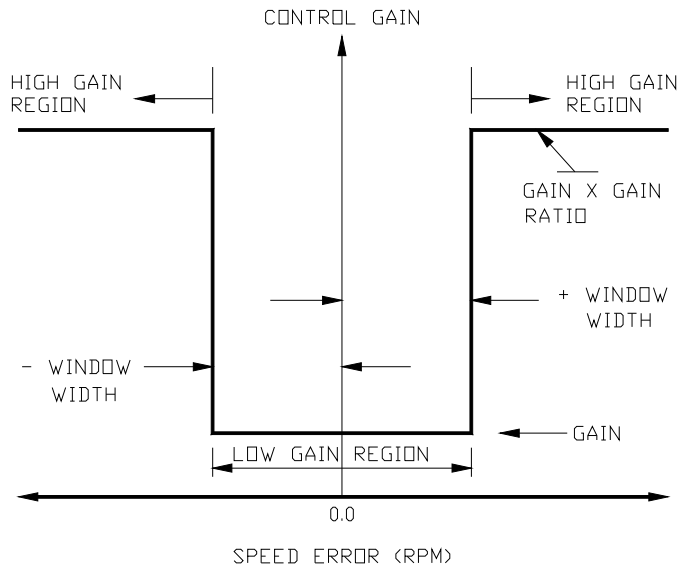 CONTROL GAIN
HIGH GAIN
REGION
HIGH GAIN
REGION
GAIN X GAIN
RATIO
+ WINDOW
WIDTH
- WINDOW
WIDTH
GAIN
LOW GAIN REGION
0.0
SPEED ERROR (RPM)